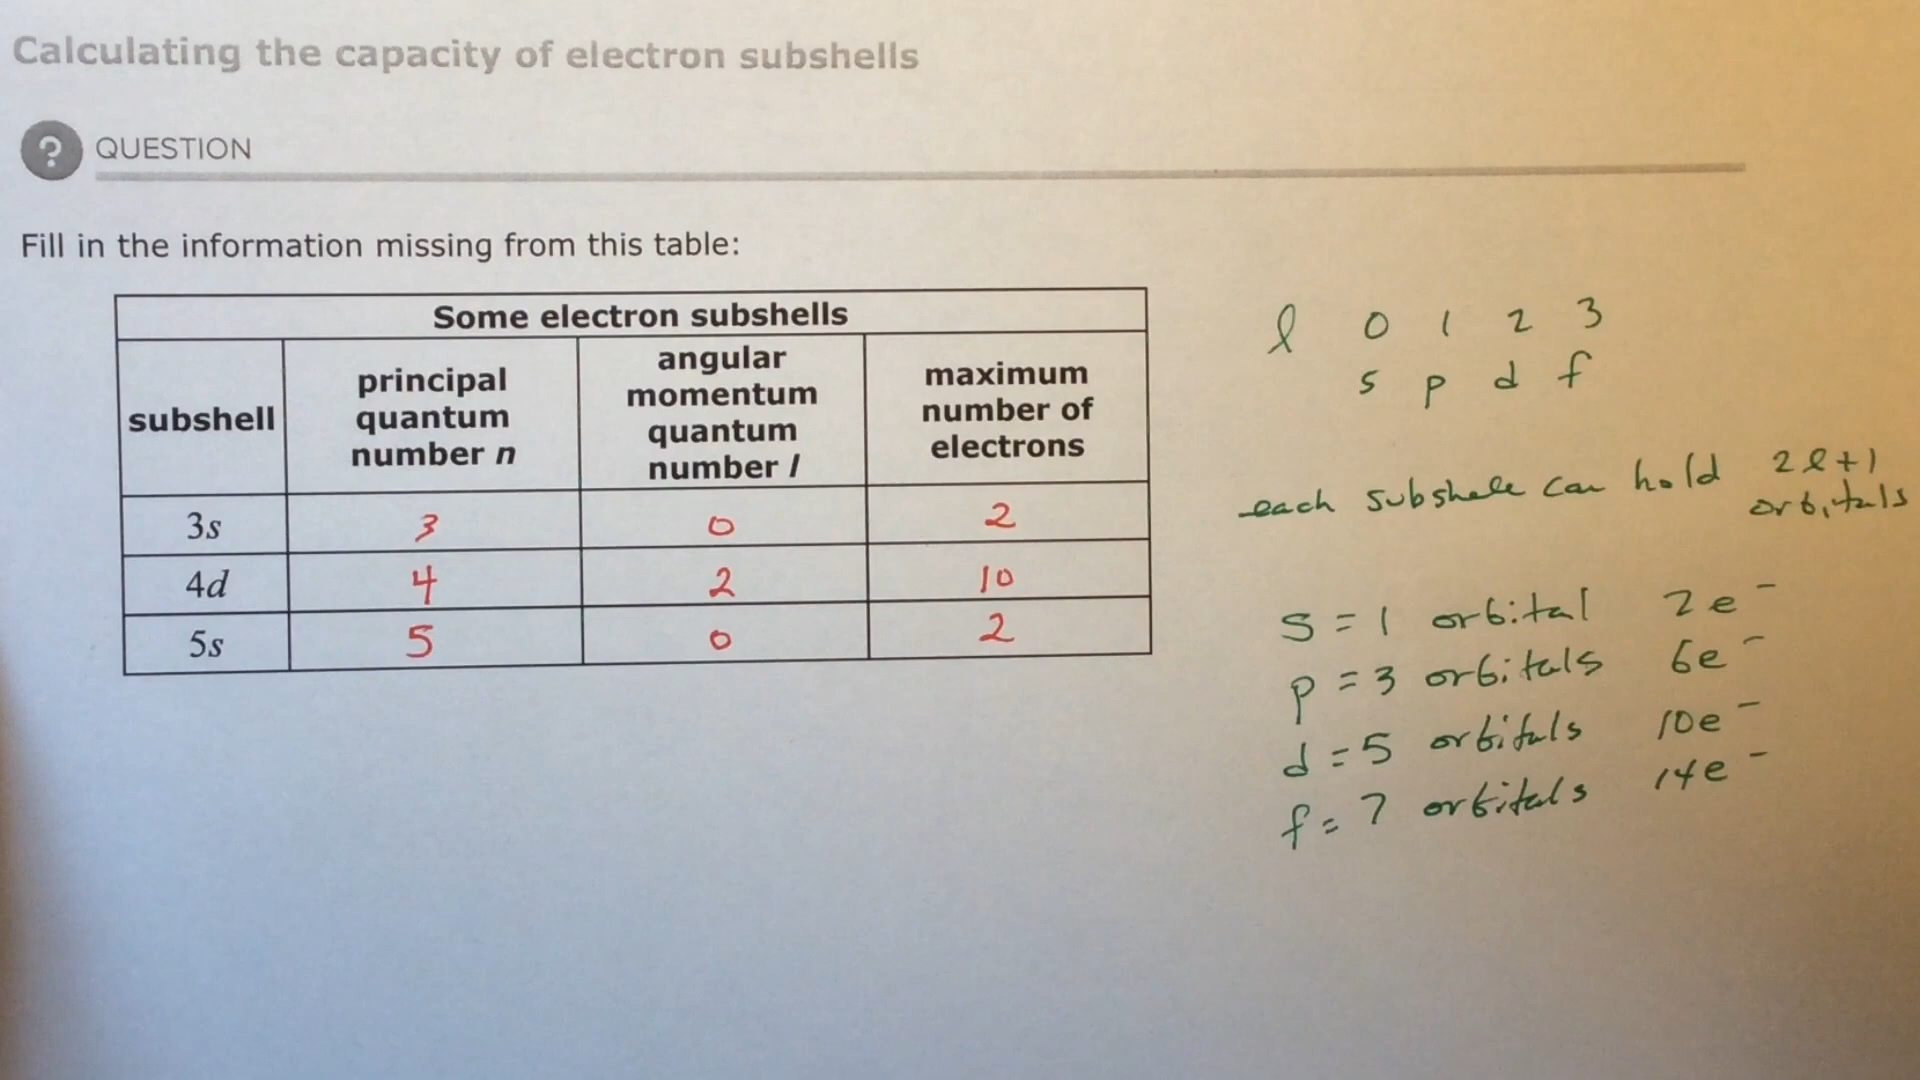 Calculating the capacity of electron subshells
? QUESTION
Fill in the information missing from this table:
Some electron subshells
subshell
principal
quantum
number n
angular
momentum
quantum
number l
maximum
number of
electrons
3s 3 0 2
4d 4 2 10
5s 5 0 2
l 0 1 2 3
s p d f
each subshell can hold 2l+1
orbitals
s = 1 orbital 2e⁻
p = 3 orbitals 6e⁻
d = 5 orbitals 10e⁻
f = 7 orbitals 14e⁻